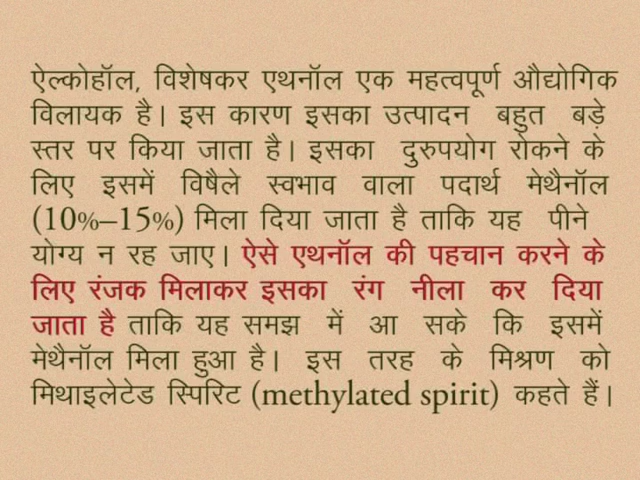 ऐल्कोहॉल, विशेषकर एथनॉल एक महत्वपूर्ण औद्योगिक
विलायक है। इस कारण इसका उत्पादन बहुत बड़े
स्तर पर किया जाता है। इसका दुरुपयोग रोकने के
लिए इसमें विषैले स्वभाव वाला पदार्थ मेथैनॉल
(10%–15%) मिला दिया जाता है ताकि यह पीने
योग्य न रह जाए। ऐसे एथनॉल की पहचान करने के
लिए रंजक मिलाकर इसका रंग नीला कर दिया
जाता है ताकि यह समझ में आ सके कि इसमें
मेथैनॉल मिला हुआ है। इस तरह के मिश्रण को
मिथाइलेटेड स्पिरिट (methylated spirit) कहते हैं।